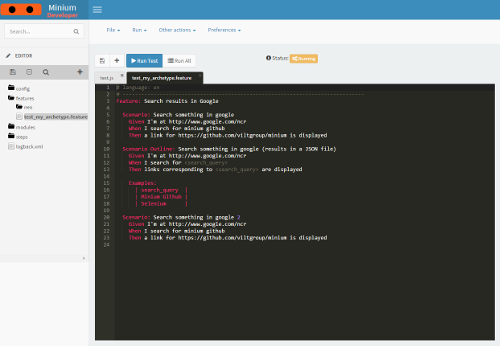 Minium
Developer
File
Run
Other actions
Preferences
Search...
EDITOR
Run Test
Run All
Status:
Running
config
features
test_my_archetype.feature
modules
steps
logback.xml
test.js
test_my_archetype.feature
1 # language: en
2 # 
3 Feature: Search results in Google
4
5 Scenario: Search something in google
6 Given I'm at http://www.google.com/ncr
7 When I search for minium github
8 Then a link for https://github.com/viltgroup/minium is displayed
9
10 Scenario Outline: Search something in google (results in a JSON file)
11 Given I'm at http://www.google.com/ncr
12 When I search for <search_query>
13 Then links corresponding to <search_query> are displayed
14
15 Examples:
16 | search_query |
17 | Minium Github |
18 | Selenium |
19
20 Scenario: Search something in google 2
21 Given I'm at http://www.google.com/ncr
22 When I search for minium github
23 Then a link for https://github.com/viltgroup/minium is displayed
24